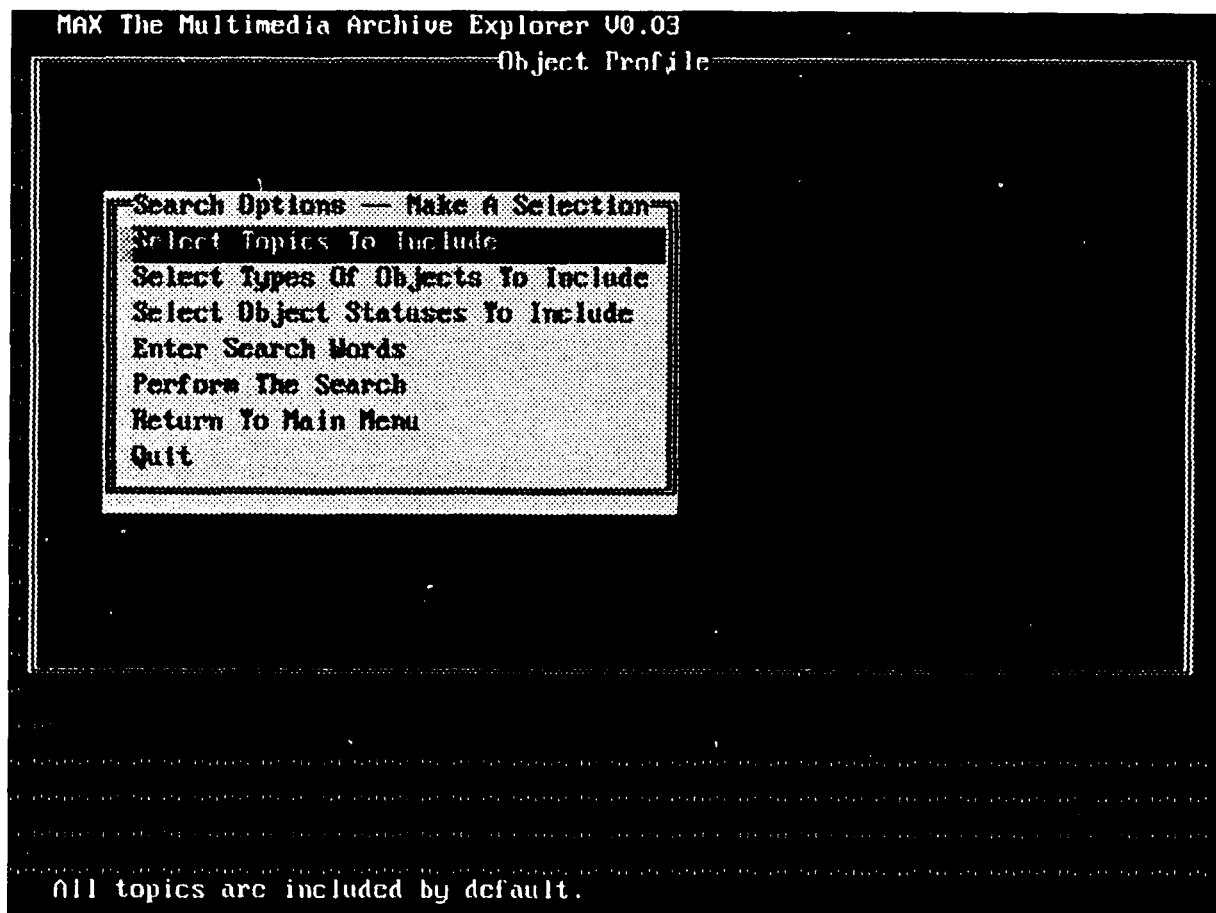 MAX The Multimedia Archive Explorer V0.03
Object Profile
Search Options — Make A Selection
Select Topics To Include
Select Types Of Objects To Include
Select Object Statuses To Include
Enter Search Words
Perform The Search
Return To Main Menu
Quit
All topics are included by default.